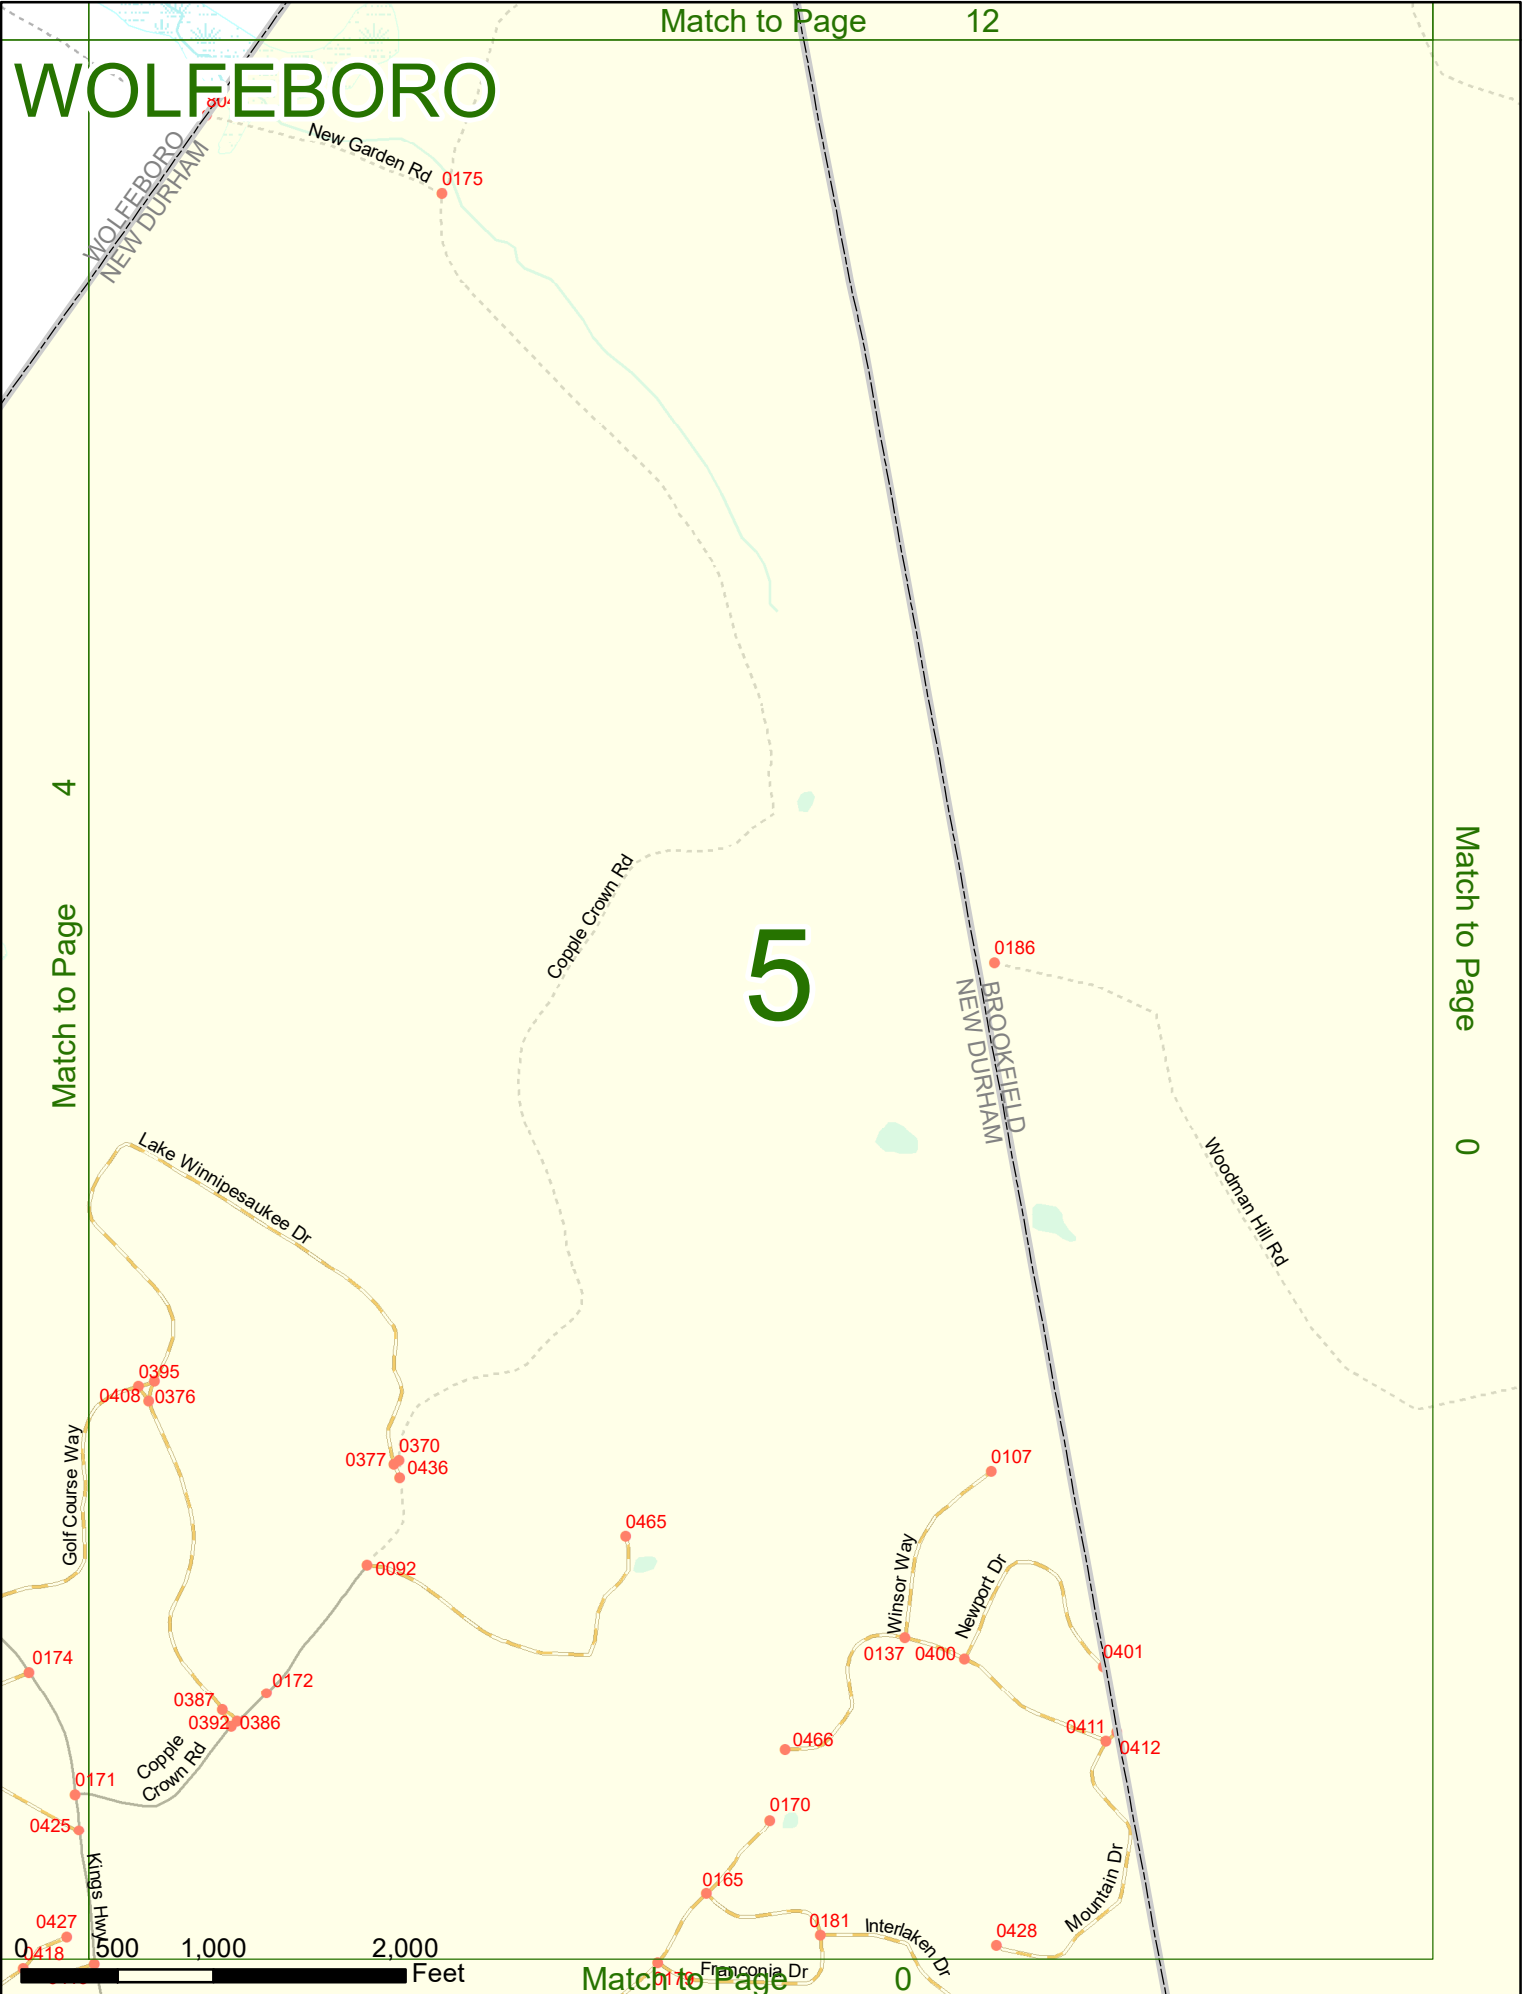 Match to Page 12
WOLFEBORO
New Garden Rd
0175
WOLFEBORO
NEW DURHAM
4
Match to Page
Match to Page
0
Copple Crown Rd
5
0186
BROOKFIELD
NEW DURHAM
Woodman Hill Rd
Lake Winnipesaukee Dr
0395
0408
0376
Golf Course Way
0370
0377
0436
0107
0465
0092
Winsor Way
Newport Dr
0137
0400
0401
0174
0172
0387
0392
0386
0411
0412
0466
Copple
Crown Rd
0171
0170
0425
Kings Hwy
0165
Mountain Dr
0427
0181
Interlaken Dr
0428
0418
0 500 1,000 2,000
Feet
0179
Franconia Dr
Match to Page 0